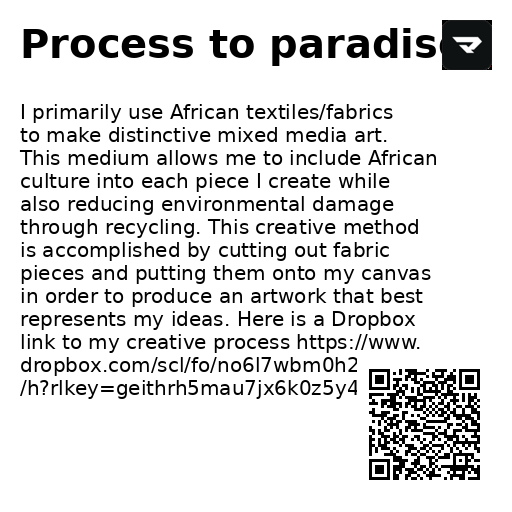 Process to paradise
I primarily use African textiles/fabrics
to make distinctive mixed media art.
This medium allows me to include African
culture into each piece I create while
also reducing environmental damage
through recycling. This creative method
is accomplished by cutting out fabric
pieces and putting them onto my canvas
in order to produce an artwork that best
represents my ideas. Here is a Dropbox
link to my creative process https://www.
dropbox.com/scl/fo/no6l7wbm0h2
/h?rlkey=geithrh5mau7jx6k0z5y4